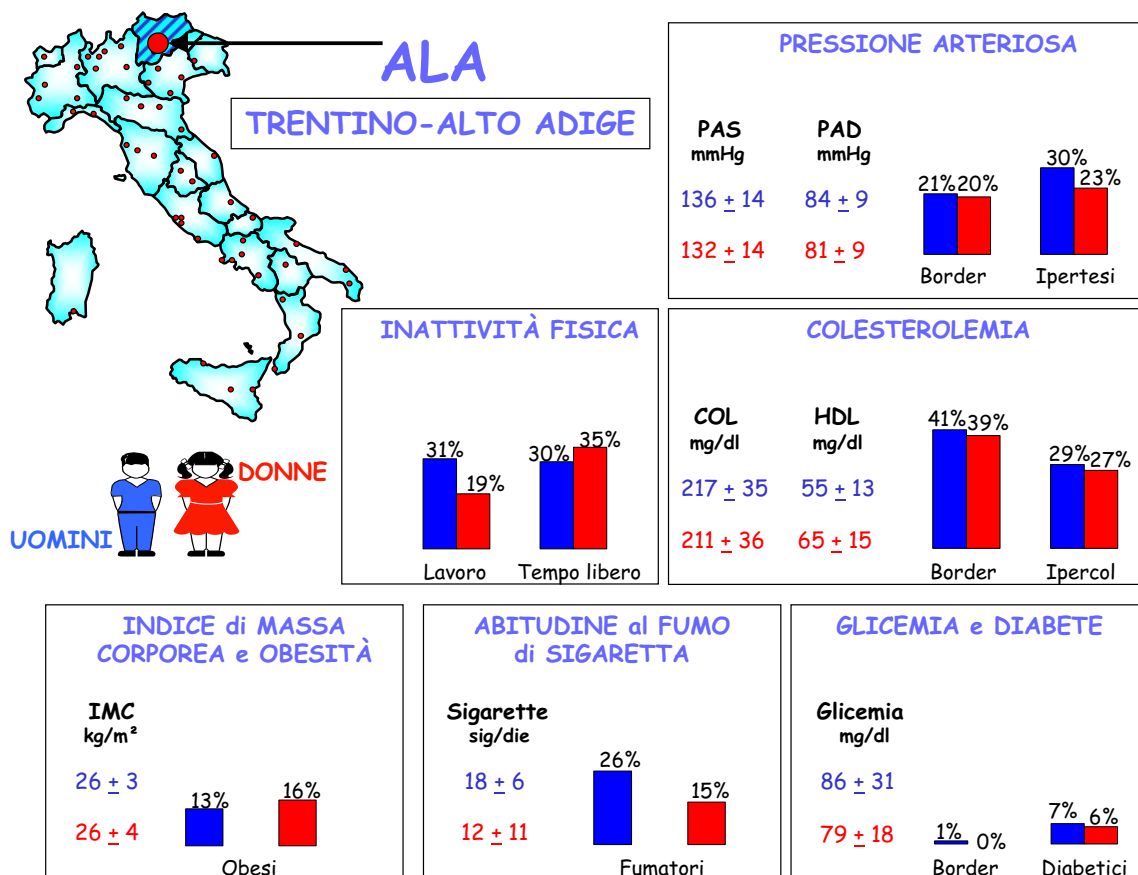 ALA
TRENTINO-ALTO ADIGE
PRESSIONE ARTERIOSA
PAS PAD
mmHg mmHg
136 + 14 84 + 9
132 + 14 81 + 9
21% 20%
30% 23%
Border Ipertesi
INATTIVITÀ FISICA
31% 19%
30% 35%
Lavoro Tempo libero
COLESTEROLEMIA
COL HDL
mg/dl mg/dl
217 + 35 55 + 13
211 + 36 65 + 15
41% 39%
29% 27%
Border Ipercol
DONNE
UOMINI
INDICE di MASSA
CORPOREA e OBESITÀ
IMC
kg/m²
26 + 3
26 + 4
13% 16%
Obesi
ABITUDINE al FUMO
di SIGARETTA
Sigarette
sig/die
18 + 6
12 + 11
26% 15%
Fumatori
GLICEMIA e DIABETE
Glicemia
mg/dl
86 + 31
79 + 18
1% 0%
7% 6%
Border Diabetici